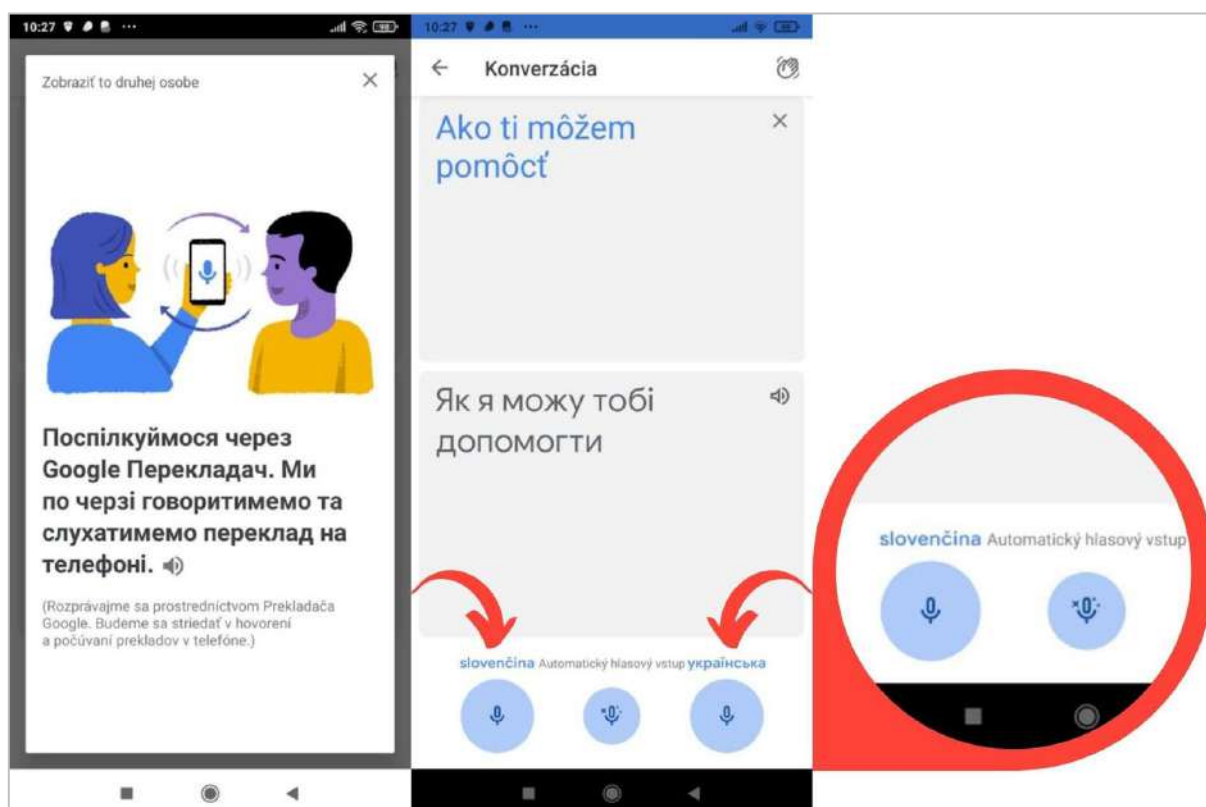 10:27
Zobraziť to druhej osobe
Поспілкуймося через
Google Перекладач. Ми
по черзі говоритимемо та
слухатимемо переклад на
телефоні.
(Rozprávajme sa prostredníctvom Prekladača
Google. Budeme sa striedať v hovorení
a počúvaní prekladov v telefóne.)
10:27
Konverzácia
Ako ti môžem
pomôcť
Як я можу тобі
допомогти
slovenčina Automatický hlasový vstup українська
slovenčina Automatický hlasový vstup